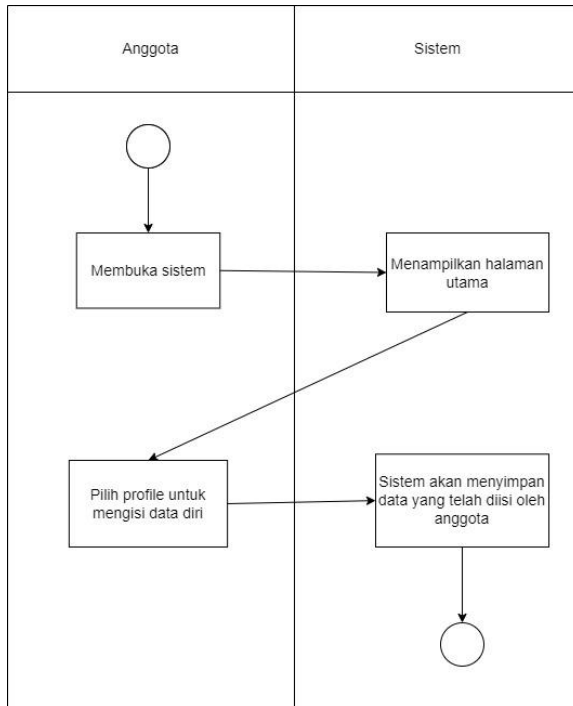 Anggota
Sistem
Membuka sistem
Menampilkan halaman
utama
Pilih profile untuk
mengisi data diri
Sistem akan menyimpan
data yang telah diisi oleh
anggota